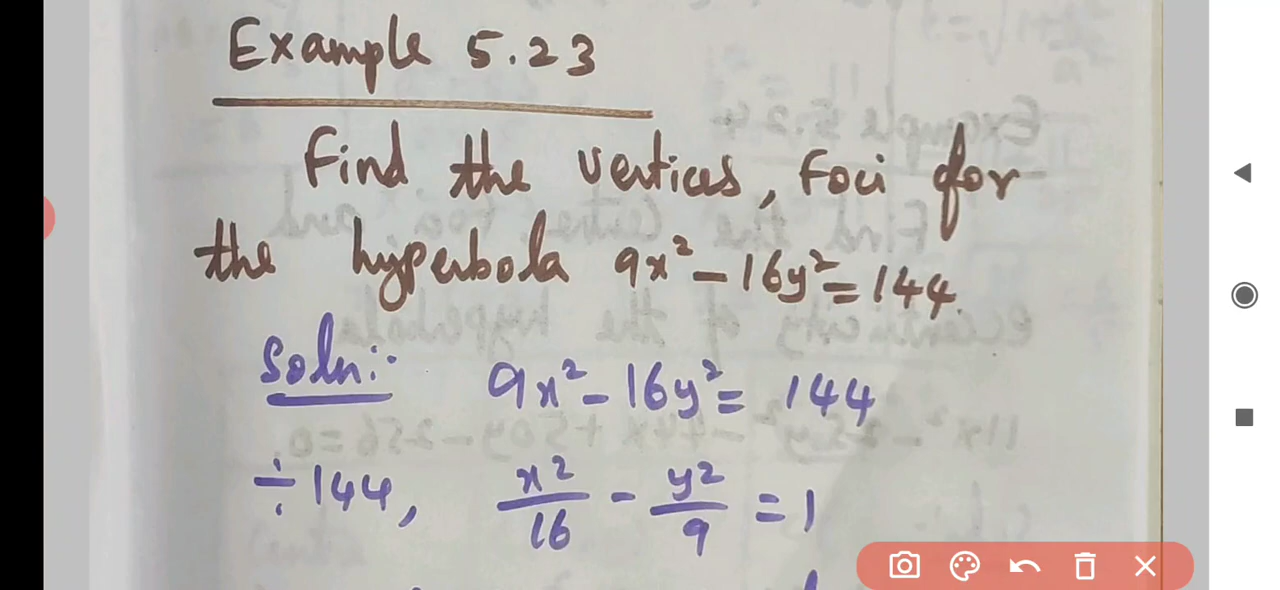 Example 5.23
Find the vertices, Foci for
the hyperbola 9x² - 16y² = 144.
Soln:-
9x² - 16y² = 144
÷ 144, x²/16 - y²/9 = 1